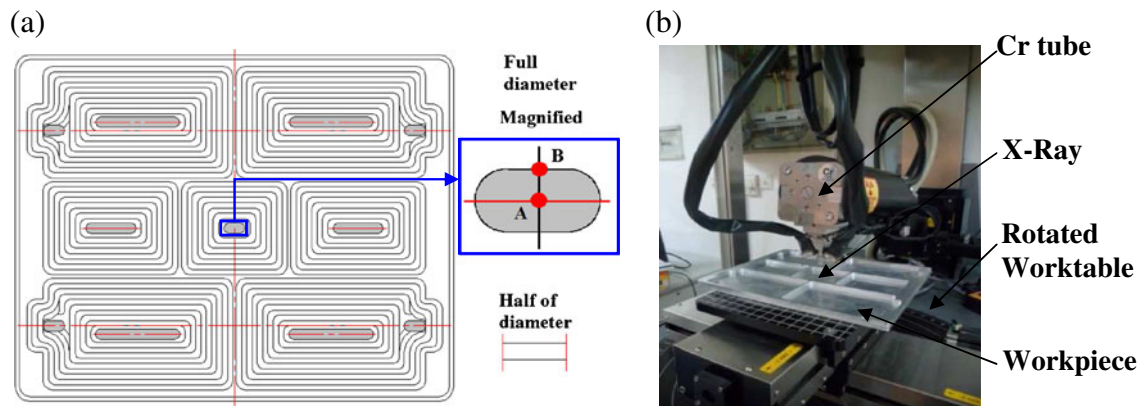 (a)
Full
diameter
Magnified
B
A
Half of
diameter
(b)
Cr tube
X-Ray
Rotated
Worktable
Workpiece